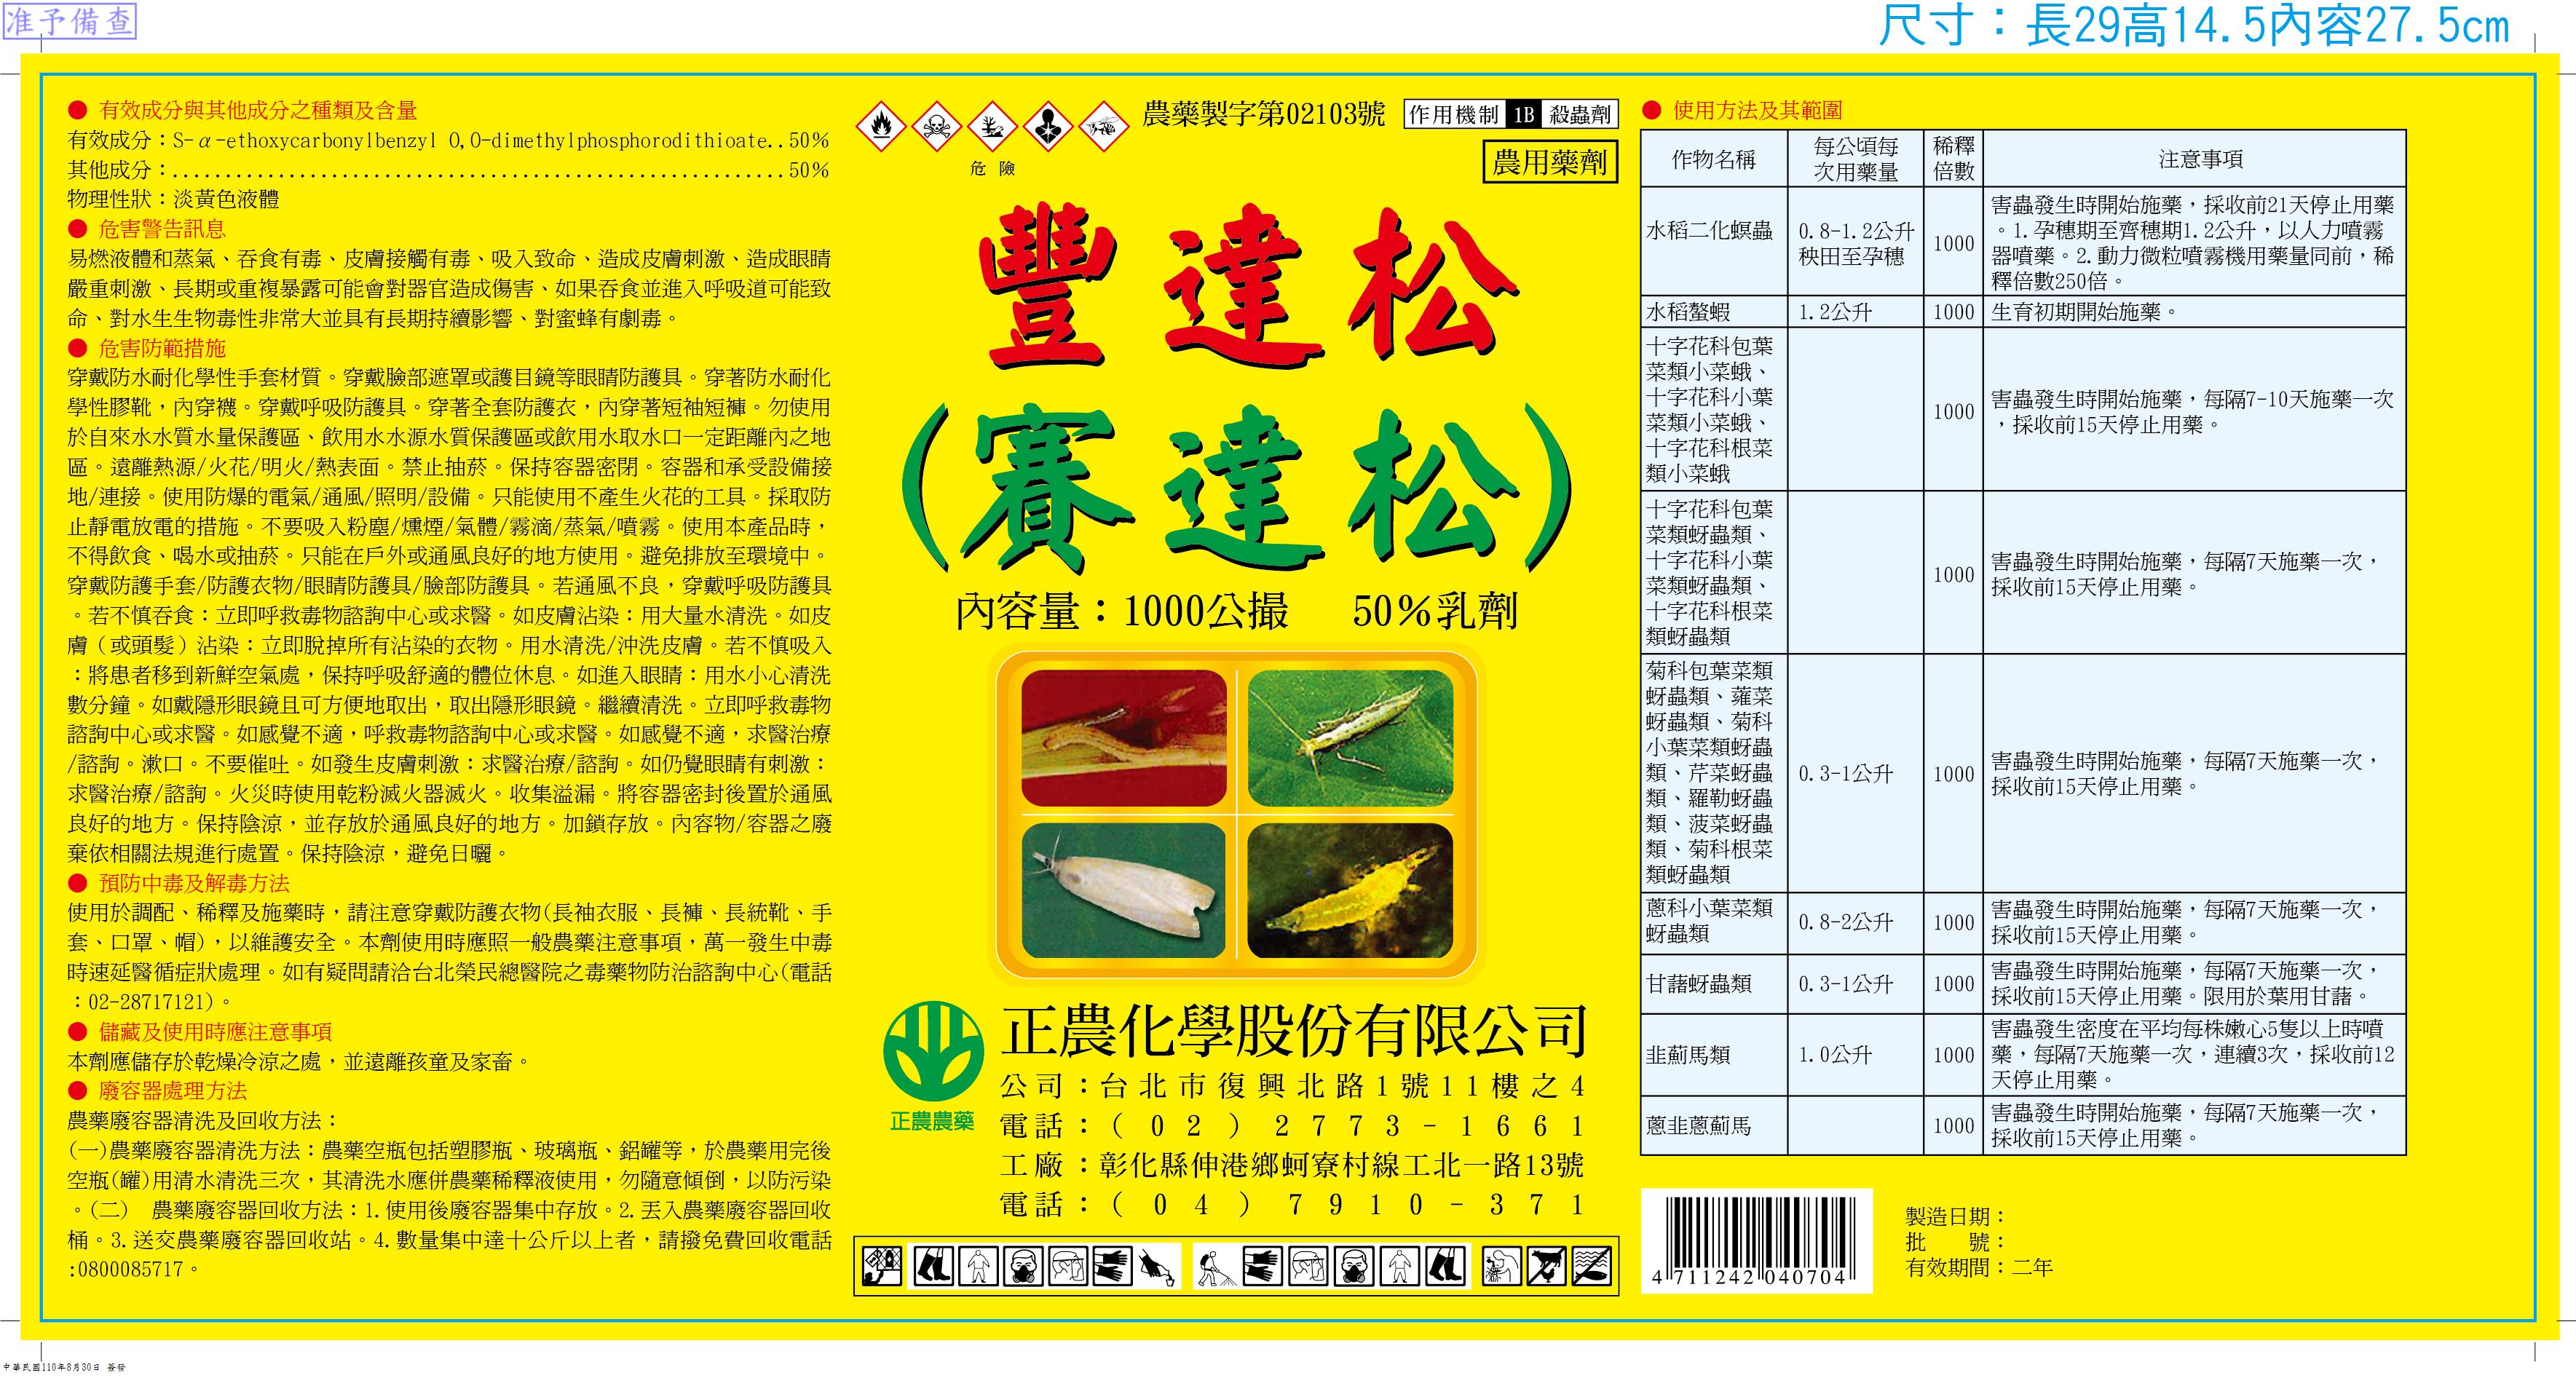 准予備查
尺寸：長29高14.5內容27.5cm
● 有效成分與其他成分之種類及含量
有效成分：S-α-ethoxycarbonylbenzyl O,O-dimethylphosphorodithioate..50%
其他成分：..........................................................50%
物理性狀：淡黃色液體
● 危害警告訊息
易燃液體和蒸氣、吞食有毒、皮膚接觸有毒、吸入致命、造成皮膚刺激、造成眼睛
嚴重刺激、長期或重複暴露可能會對器官造成傷害、如果吞食並進入呼吸道可能致
命、對水生生物毒性非常大並具有長期持續影響、對蜜蜂有劇毒。
● 危害防範措施
穿戴防水耐化學性手套材質。穿戴臉部遮罩或護目鏡等眼睛防護具。穿著防水耐化
學性膠靴，內穿襪。穿戴呼吸防護具。穿著全套防護衣，內穿著短袖短褲。勿使用
於自來水水質水量保護區、飲用水水源水質保護區或飲用水取水口一定距離內之地
區。遠離熱源/火花/明火/熱表面。禁止抽菸。保持容器密閉。容器和承受設備接
地/連接。使用防爆的電氣/通風/照明/設備。只能使用不產生火花的工具。採取防
止靜電放電的措施。不要吸入粉塵/燻煙/氣體/霧滴/蒸氣/噴霧。使用本產品時，
不得飲食、喝水或抽菸。只能在戶外或通風良好的地方使用。避免排放至環境中。
穿戴防護手套/防護衣物/眼睛防護具/臉部防護具。若通風不良，穿戴呼吸防護具
。若不慎吞食：立即呼救毒物諮詢中心或求醫。如皮膚沾染：用大量水清洗。如皮
膚（或頭髮）沾染：立即脫掉所有沾染的衣物。用水清洗/沖洗皮膚。若不慎吸入
：將患者移到新鮮空氣處，保持呼吸舒適的體位休息。如進入眼睛：用水小心清洗
數分鐘。如戴隱形眼鏡且可方便地取出，取出隱形眼鏡。繼續清洗。立即呼救毒物
諮詢中心或求醫。如感覺不適，呼救毒物諮詢中心或求醫。如感覺不適，求醫治療
/諮詢。漱口。不要催吐。如發生皮膚刺激：求醫治療/諮詢。如仍覺眼睛有刺激：
求醫治療/諮詢。火災時使用乾粉滅火器滅火。收集溢漏。將容器密封後置於通風
良好的地方。保持陰涼，並存放於通風良好的地方。加鎖存放。內容物/容器之廢
棄依相關法規進行處置。保持陰涼，避免日曬。
● 預防中毒及解毒方法
使用於調配、稀釋及施藥時，請注意穿戴防護衣物(長袖衣服、長褲、長統靴、手
套、口罩、帽)，以維護安全。本劑使用時應照一般農藥注意事項，萬一發生中毒
時速延醫循症狀處理。如有疑問請洽台北榮民總醫院之毒藥物防治諮詢中心(電話
：02-28717121)。
● 儲藏及使用時應注意事項
本劑應儲存於乾燥冷涼之處，並遠離孩童及家畜。
● 廢容器處理方法
農藥廢容器清洗及回收方法：
(一)農藥廢容器清洗方法：農藥空瓶包括塑膠瓶、玻璃瓶、鋁罐等，於農藥用完後
空瓶(罐)用清水清洗三次，其清洗水應併農藥稀釋液使用，勿隨意傾倒，以防污染
。(二) 農藥廢容器回收方法：1.使用後廢容器集中存放。2.丟入農藥廢容器回收
桶。3.送交農藥廢容器回收站。4.數量集中達十公斤以上者，請撥免費回收電話
:0800085717。
農藥製字第02103號 作用機制 1B 殺蟲劑
危險
農用藥劑
豐達松
(賽達松)
內容量：1000公撮 50%乳劑
正農農藥
正農化學股份有限公司
公司：台北市復興北路1號11樓之4
電話：(02)2773-1661
工廠：彰化縣伸港鄉蚵寮村線工北一路13號
電話：(04)7910-371
● 使用方法及其範圍
作物名稱 每公頃每次用藥量 稀釋倍數 注意事項
水稻二化螟蟲 0.8-1.2公升 秧田至孕穗 1000 害蟲發生時開始施藥，採收前21天停止用藥
。1.孕穗期至齊穗期1.2公升，以人力噴霧
器噴藥。2.動力微粒噴霧機用藥量同前，稀
釋倍數250倍。
水稻螯蝦 1.2公升 1000 生育初期開始施藥。
十字花科包葉
菜類小菜蛾、
十字花科小葉
菜類小菜蛾、
十字花科根菜
類小菜蛾
1000 害蟲發生時開始施藥，每隔7-10天施藥一次
，採收前15天停止用藥。
十字花科包葉
菜類蚜蟲類、
十字花科小葉
菜類蚜蟲類、
十字花科根菜
類蚜蟲類
1000 害蟲發生時開始施藥，每隔7天施藥一次，
採收前15天停止用藥。
菊科包葉菜類
蚜蟲類、蕹菜
蚜蟲類、菊科
小葉菜類蚜蟲
類、芹菜蚜蟲
類、羅勒蚜蟲
類、菠菜蚜蟲
類、菊科根菜
類蚜蟲類
0.3-1公升 1000 害蟲發生時開始施藥，每隔7天施藥一次，
採收前15天停止用藥。
蔥科小葉菜類
蚜蟲類
0.8-2公升 1000 害蟲發生時開始施藥，每隔7天施藥一次，
採收前15天停止用藥。
甘藷蚜蟲類 0.3-1公升 1000 害蟲發生時開始施藥，每隔7天施藥一次，
採收前15天停止用藥。限用於葉用甘藷。
韭薊馬類 1.0公升 1000 害蟲發生密度在平均每株嫩心5隻以上時噴
藥，每隔7天施藥一次，連續3次，採收前12
天停止用藥。
蔥韭蔥薊馬 1000 害蟲發生時開始施藥，每隔7天施藥一次，
採收前15天停止用藥。
4 711242 040704
製造日期：
批　號：
有效期間：二年
中華民國110年8月30日 簽發